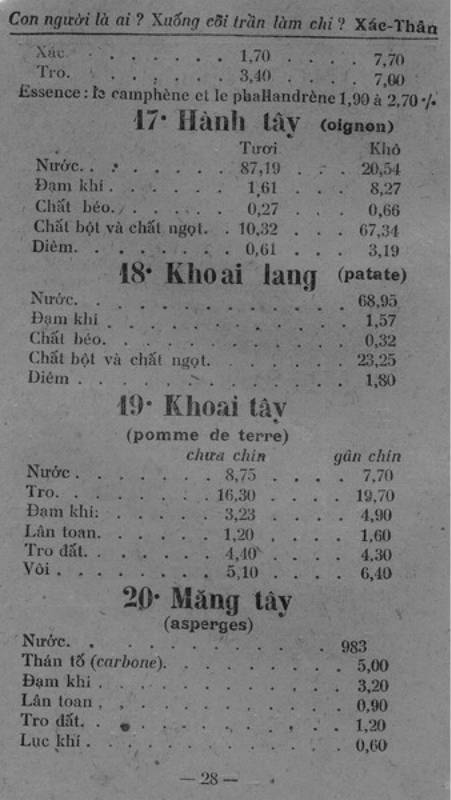 Con người là ai ? Xuống cõi trần làm chi ? Xác-Thân
Xác . . . . . . . 1,70 . . . . 7,70
Tro. . . . . . . 3,40 . . . . 7,00
Essence : le camphène et le phallandrène 1,90 à 2,70 %
17· Hành tây (oignon)
Tươi Khô
Nước. . . . . . . 87,19 . . . 20,54
Đạm khí . . . . . . 1,61 . . . 8,27
Chất béo. . . . . . 0,27 . . . 0,66
Chất bột và chất ngọt. . 10,32 . . . 67,34
Diêm. . . . . . . 0,61 . . . 3,19
18· Khoai lang (patate)
Nước. . . . . . . . . . . . 68,95
Đạm khí . . . . . . . . . . . 1,57
Chất béo. . . . . . . . . . . 0,32
Chất bột và chất ngọt. . . . . . . 23,25
Diêm . . . . . . . . . . . . 1,80
19· Khoai tây
(pomme de terre)
chưa chín gần chín
Nước . . . . . . . 8,75 . . . . 7,70
Tro. . . . . . . 16,30 . . . . 19,70
Đạm khí: . . . . . 3,23 . . . . 4,90
Lân toan. . . . . . 1,20 . . . . 1,60
Tro đất. . . . . . 4,40 . . . . 4,30
Vôi . . . . . . . 5,10 . . . . 6,40
20· Măng tây
(asperges)
Nước. . . . . . . . . . . 983
Thán tố (carbone). . . . . . . . 5,00
Đạm khí . . . . . . . . . . . 3,20
Lân toan . . . . . . . . . . . 0,90
Tro đất. . . . . . . . . . . 1,20
Lục khí . . . . . . . . . . . 0,60
— 28 —